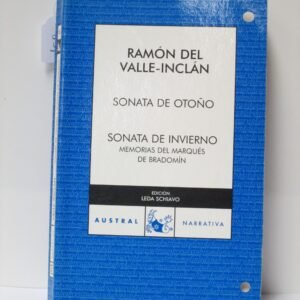 RAMÓN DEL
VALLE-INCLÁN
SONATA DE OTOÑO
SONATA DE INVIERNO
MEMORIAS DEL MARQUÉS
DE BRADOMÍN
EDICIÓN
LEDA SCHIAVO
AUSTRAL NARRATIVA